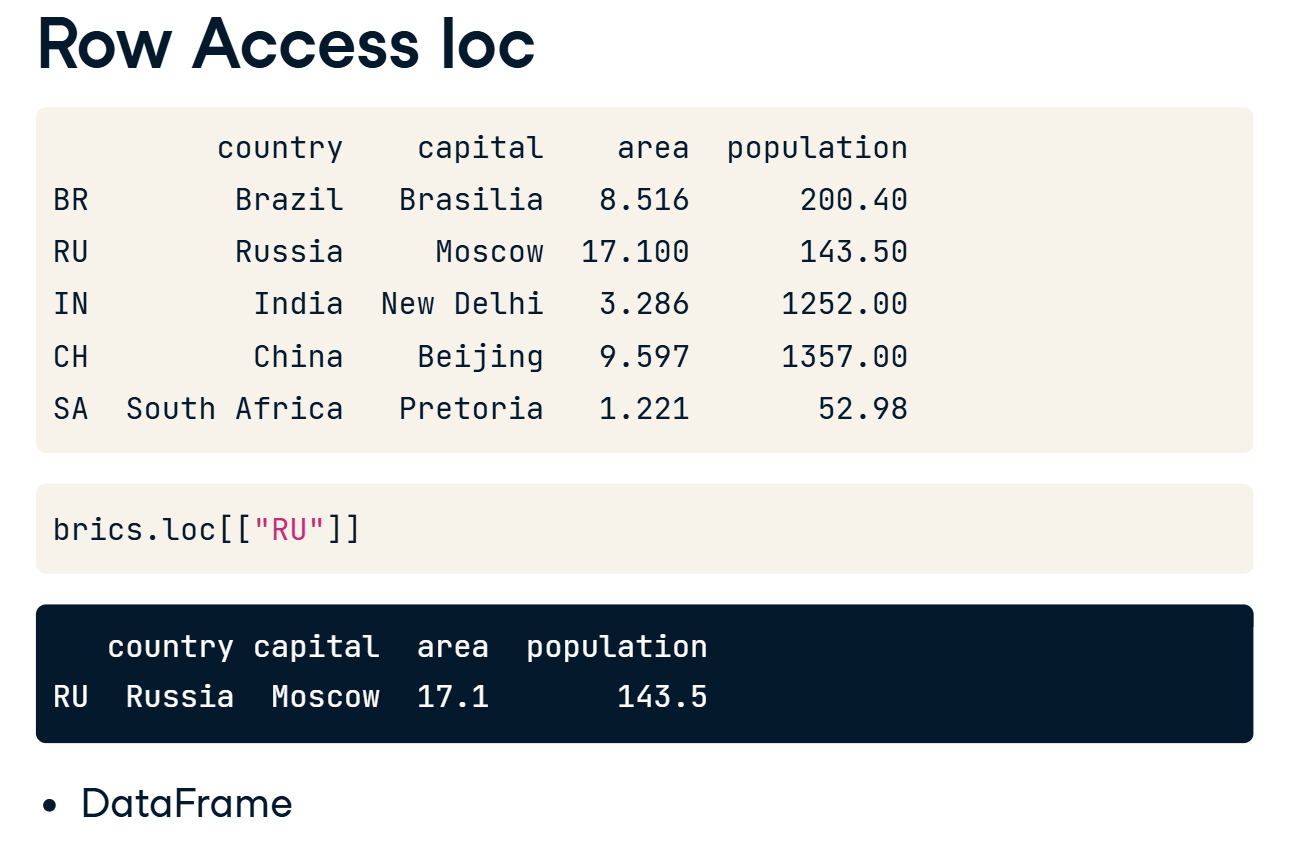 Row Access loc
country capital area population
BR Brazil Brasilia 8.516 200.40
RU Russia Moscow 17.100 143.50
IN India New Delhi 3.286 1252.00
CH China Beijing 9.597 1357.00
SA South Africa Pretoria 1.221 52.98
brics.loc[["RU"]]
country capital area population
RU Russia Moscow 17.1 143.5
• DataFrame